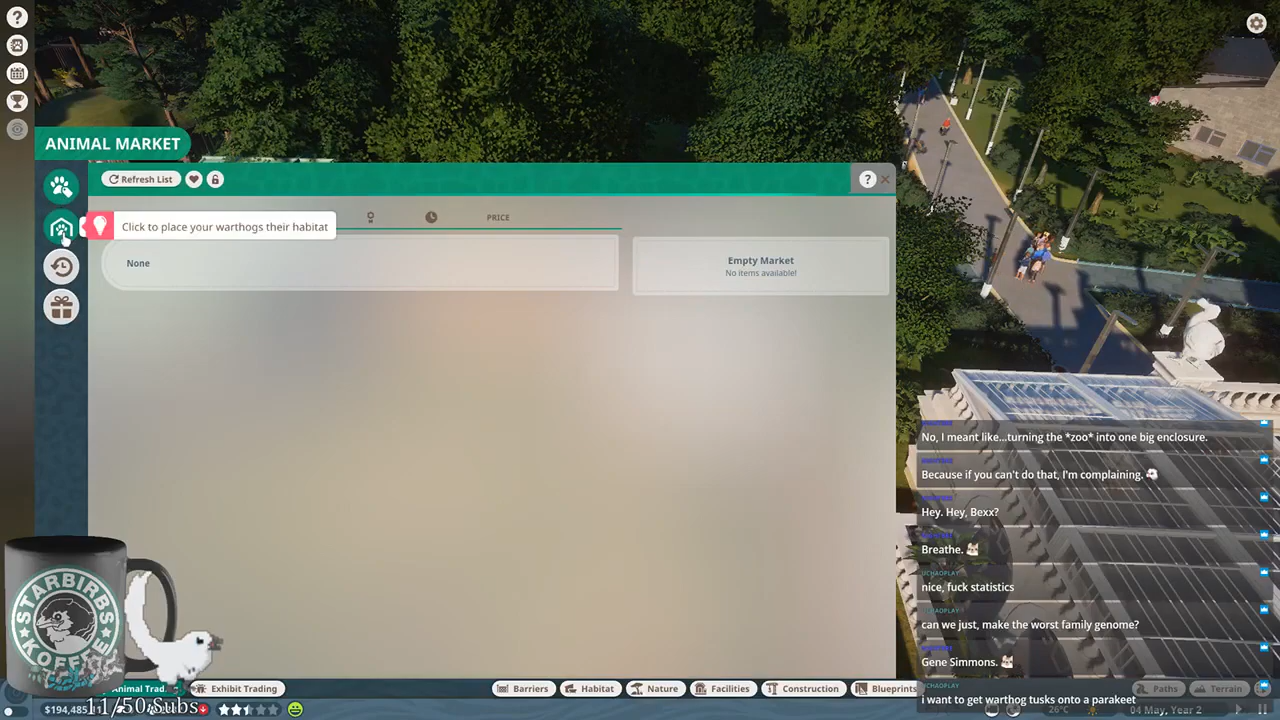 ANIMAL MARKET
Refresh List
?
?
PRICE
Click to place your warthogs their habitat
None
Empty Market
No items available!
No, I meant like...turning the *zoo* into one big enclosure.
Because if you can't do that, I'm complaining.
Hey. Hey, Bexx?
Breathe.
UCHAOPLAY
nice, fuck statistics
can we just, make the worst family genome?
Gene Simmons.
UCHAOPLAY
i want to get warthog tusks onto a parakeet
STARBIRBS
KOFFEE
Animal Trad
Exhibit Trading
Barriers
Habitat
Nature
Facilities
Construction
Blueprints
Paths
Terrain
$194,485
11/50 Subs
26°C
04 May, Year 2